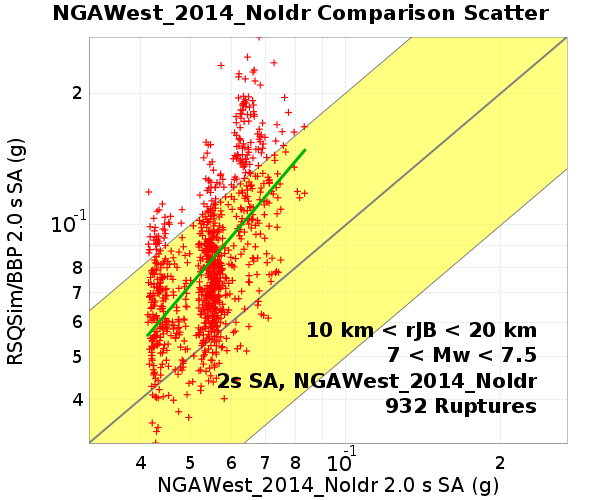 NGAWest_2014_NoIdr Comparison Scatter
RSQSim/BBP 2.0 s SA (g)
2
10^-1
8
7
6
5
4
10 km < rJB < 20 km
7 < Mw < 7.5
2s SA, NGAWest_2014_NoIdr
932 Ruptures
4 5 6 7 8 10^-1 2
NGAWest_2014_NoIdr 2.0 s SA (g)